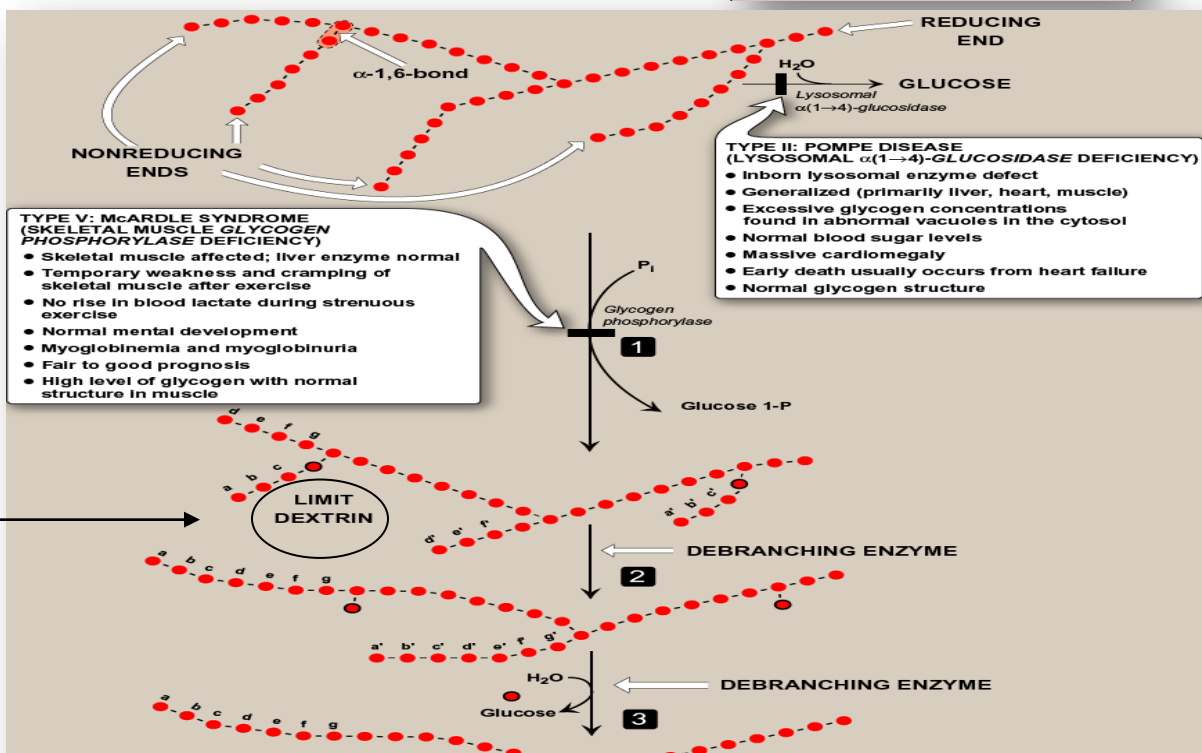 REDUCING
END
α-1,6-bond
H₂O
GLUCOSE
Lysosomal
α(1→4)-glucosidase
NONREDUCING
ENDS
TYPE II: POMPE DISEASE
(LYSOSOMAL α(1→4)-GLUCOSIDASE DEFICIENCY)
● Inborn lysosomal enzyme defect
● Generalized (primarily liver, heart, muscle)
● Excessive glycogen concentrations
found in abnormal vacuoles in the cytosol
● Normal blood sugar levels
● Massive cardiomegaly
● Early death usually occurs from heart failure
● Normal glycogen structure
TYPE V: McARDLE SYNDROME
(SKELETAL MUSCLE GLYCOGEN
PHOSPHORYLASE DEFICIENCY)
● Skeletal muscle affected; liver enzyme normal
● Temporary weakness and cramping of
skeletal muscle after exercise
● No rise in blood lactate during strenuous
exercise
● Normal mental development
● Myoglobinemia and myoglobinuria
● Fair to good prognosis
● High level of glycogen with normal
structure in muscle
Pi
Glycogen
phosphorylase
1
Glucose 1-P
d e f g
a b c
LIMIT
DEXTRIN
d' e' f'
a' b' c'
DEBRANCHING ENZYME
2
a b c d e f g
a' b' c' d' e' f' g'
H₂O
DEBRANCHING ENZYME
Glucose
3
a b c d e f g